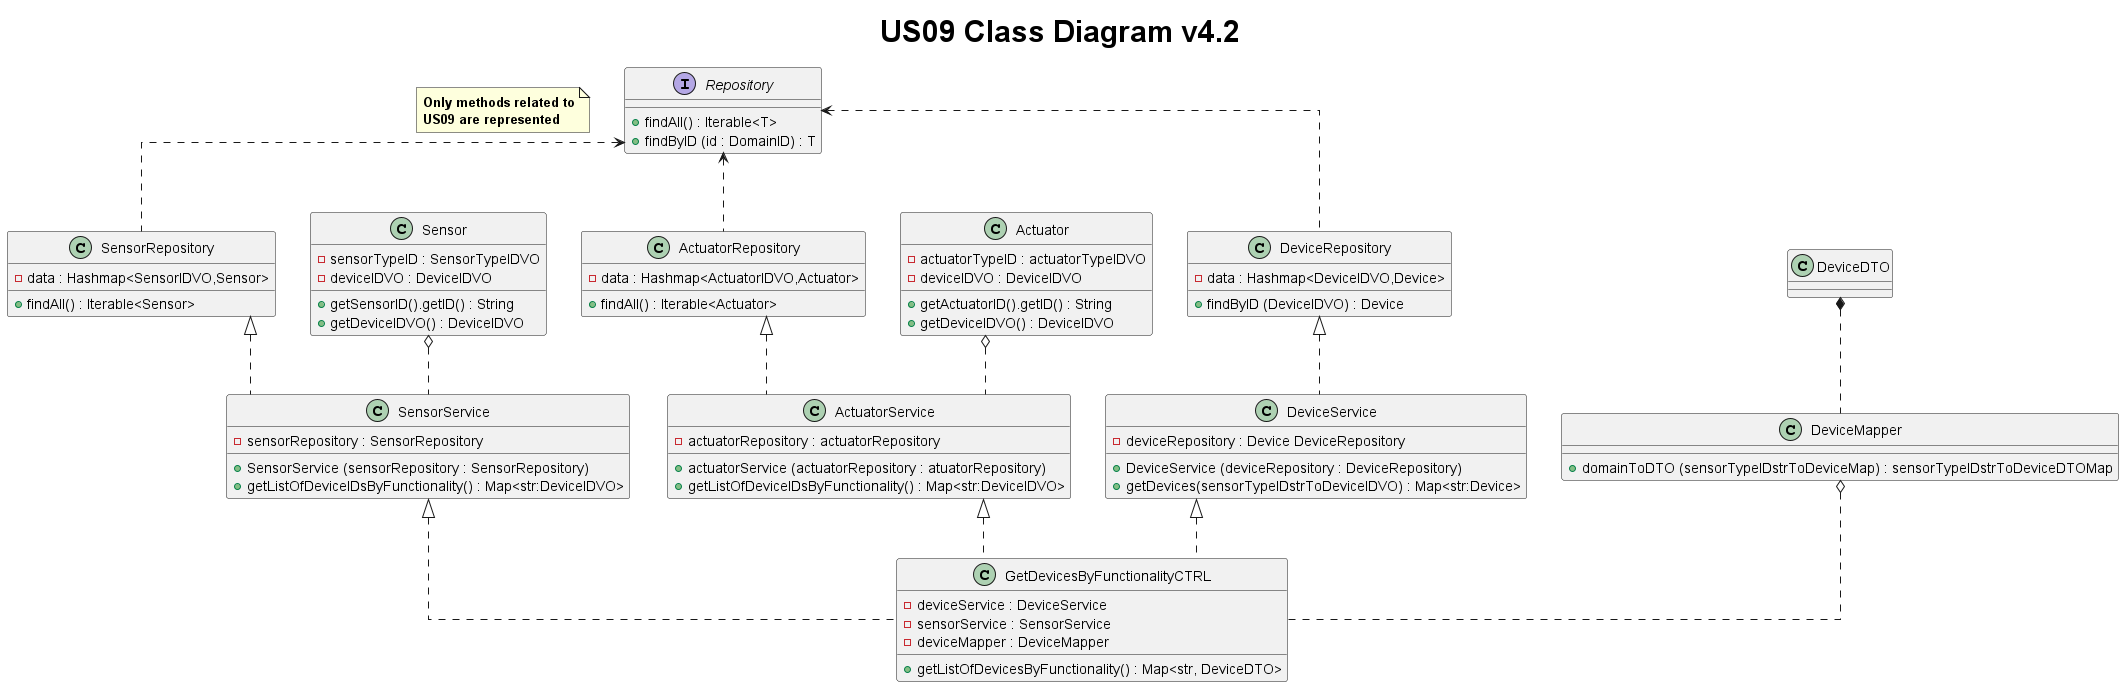 US09 Class Diagram v4.2
Only methods related to
US09 are represented
I Repository
findAll() : Iterable<T>
findByID (id : DomainID) : T
C SensorRepository
data : Hashmap<SensorIDVO,Sensor>
findAll() : Iterable<Sensor>
C Sensor
sensorTypeID : SensorTypeIDVO
deviceIDVO : DeviceIDVO
getSensorID().getID() : String
getDeviceIDVO() : DeviceIDVO
C ActuatorRepository
data : Hashmap<ActuatorIDVO,Actuator>
findAll() : Iterable<Actuator>
C Actuator
actuatorTypeID : actuatorTypeIDVO
deviceIDVO : DeviceIDVO
getActuatorID().getID() : String
getDeviceIDVO() : DeviceIDVO
C DeviceRepository
data : Hashmap<DeviceIDVO,Device>
findByID (DeviceIDVO) : Device
C DeviceDTO
C SensorService
sensorRepository : SensorRepository
SensorService (sensorRepository : SensorRepository)
getListOfDeviceIDsByFunctionality() : Map<str:DeviceIDVO>
C ActuatorService
actuatorRepository : actuatorRepository
actuatorService (actuatorRepository : atuatorRepository)
getListOfDeviceIDsByFunctionality() : Map<str:DeviceIDVO>
C DeviceService
deviceRepository : Device DeviceRepository
DeviceService (deviceRepository : DeviceRepository)
getDevices(sensorTypeIDstrToDeviceIDVO) : Map<str:Device>
C DeviceMapper
domainToDTO (sensorTypeIDstrToDeviceMap) : sensorTypeIDstrToDeviceDTOMap
C GetDevicesByFunctionalityCTRL
deviceService : DeviceService
sensorService : SensorService
deviceMapper : DeviceMapper
getListOfDevicesByFunctionality() : Map<str, DeviceDTO>